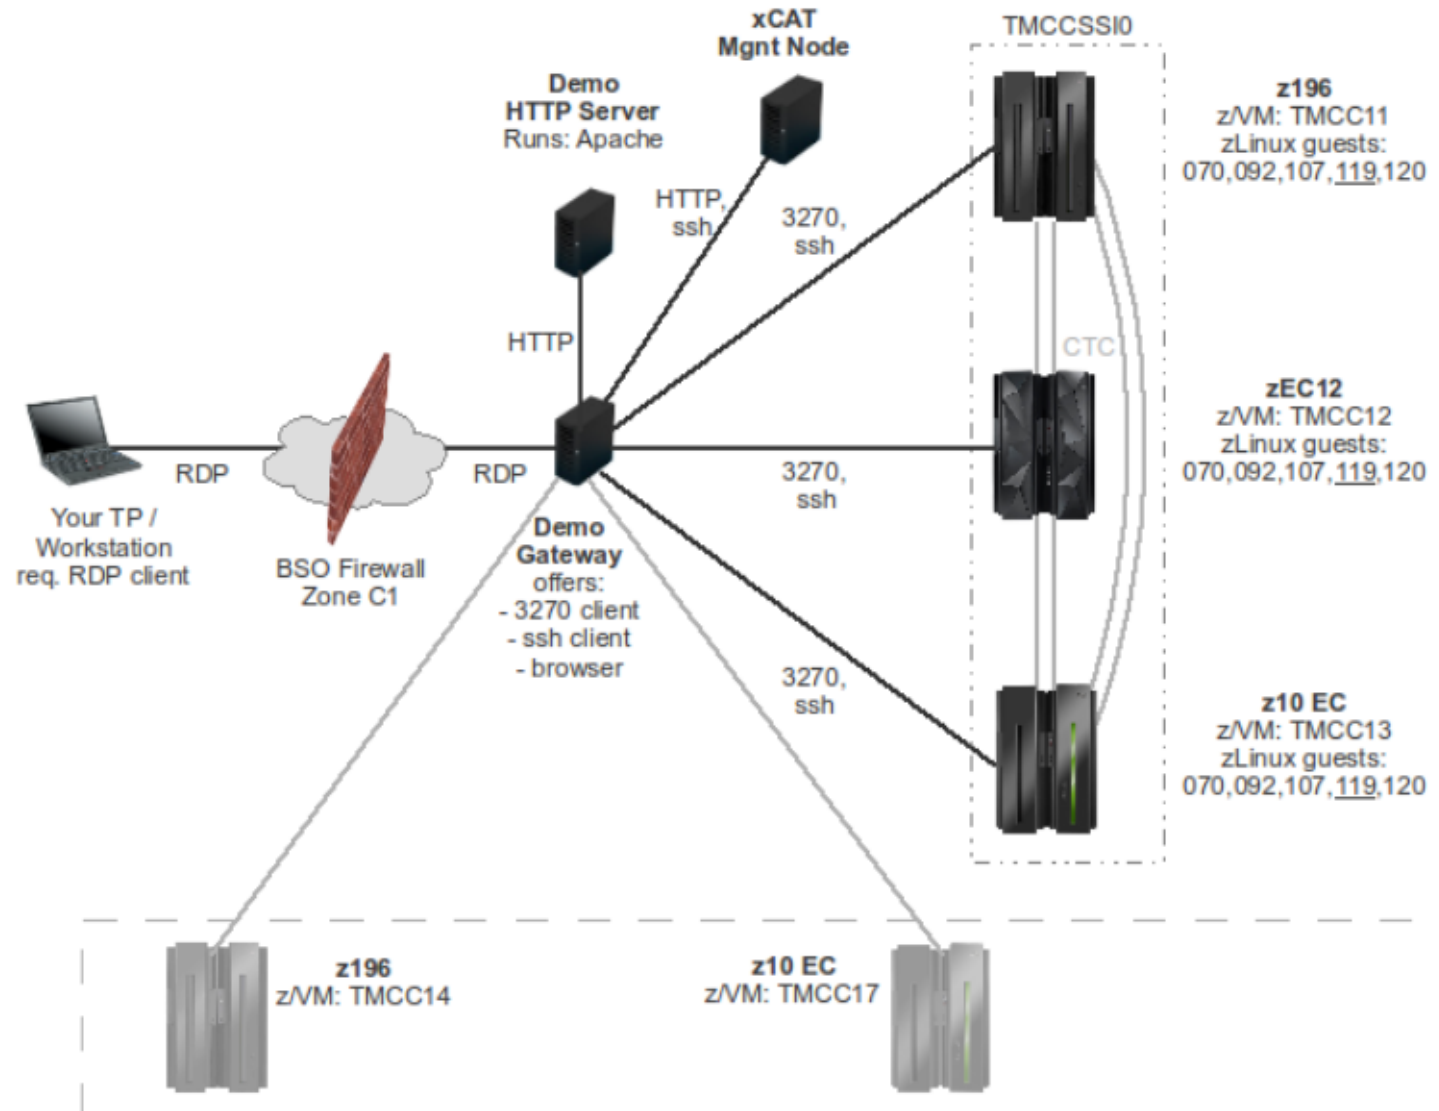 xCAT
Mgnt Node
TMCCSSI0
Demo
HTTP Server
Runs: Apache
z196
z/VM: TMCC11
zLinux guests:
070,092,107,119,120
HTTP,
ssh
3270,
ssh
HTTP
CTC
zEC12
z/VM: TMCC12
zLinux guests:
070,092,107,119,120
RDP
RDP
3270,
ssh
Your TP /
Workstation
req. RDP client
BSO Firewall
Zone C1
Demo
Gateway
offers:
- 3270 client
- ssh client
- browser
3270,
ssh
z10 EC
z/VM: TMCC13
zLinux guests:
070,092,107,119,120
z196
z/VM: TMCC14
z10 EC
z/VM: TMCC17